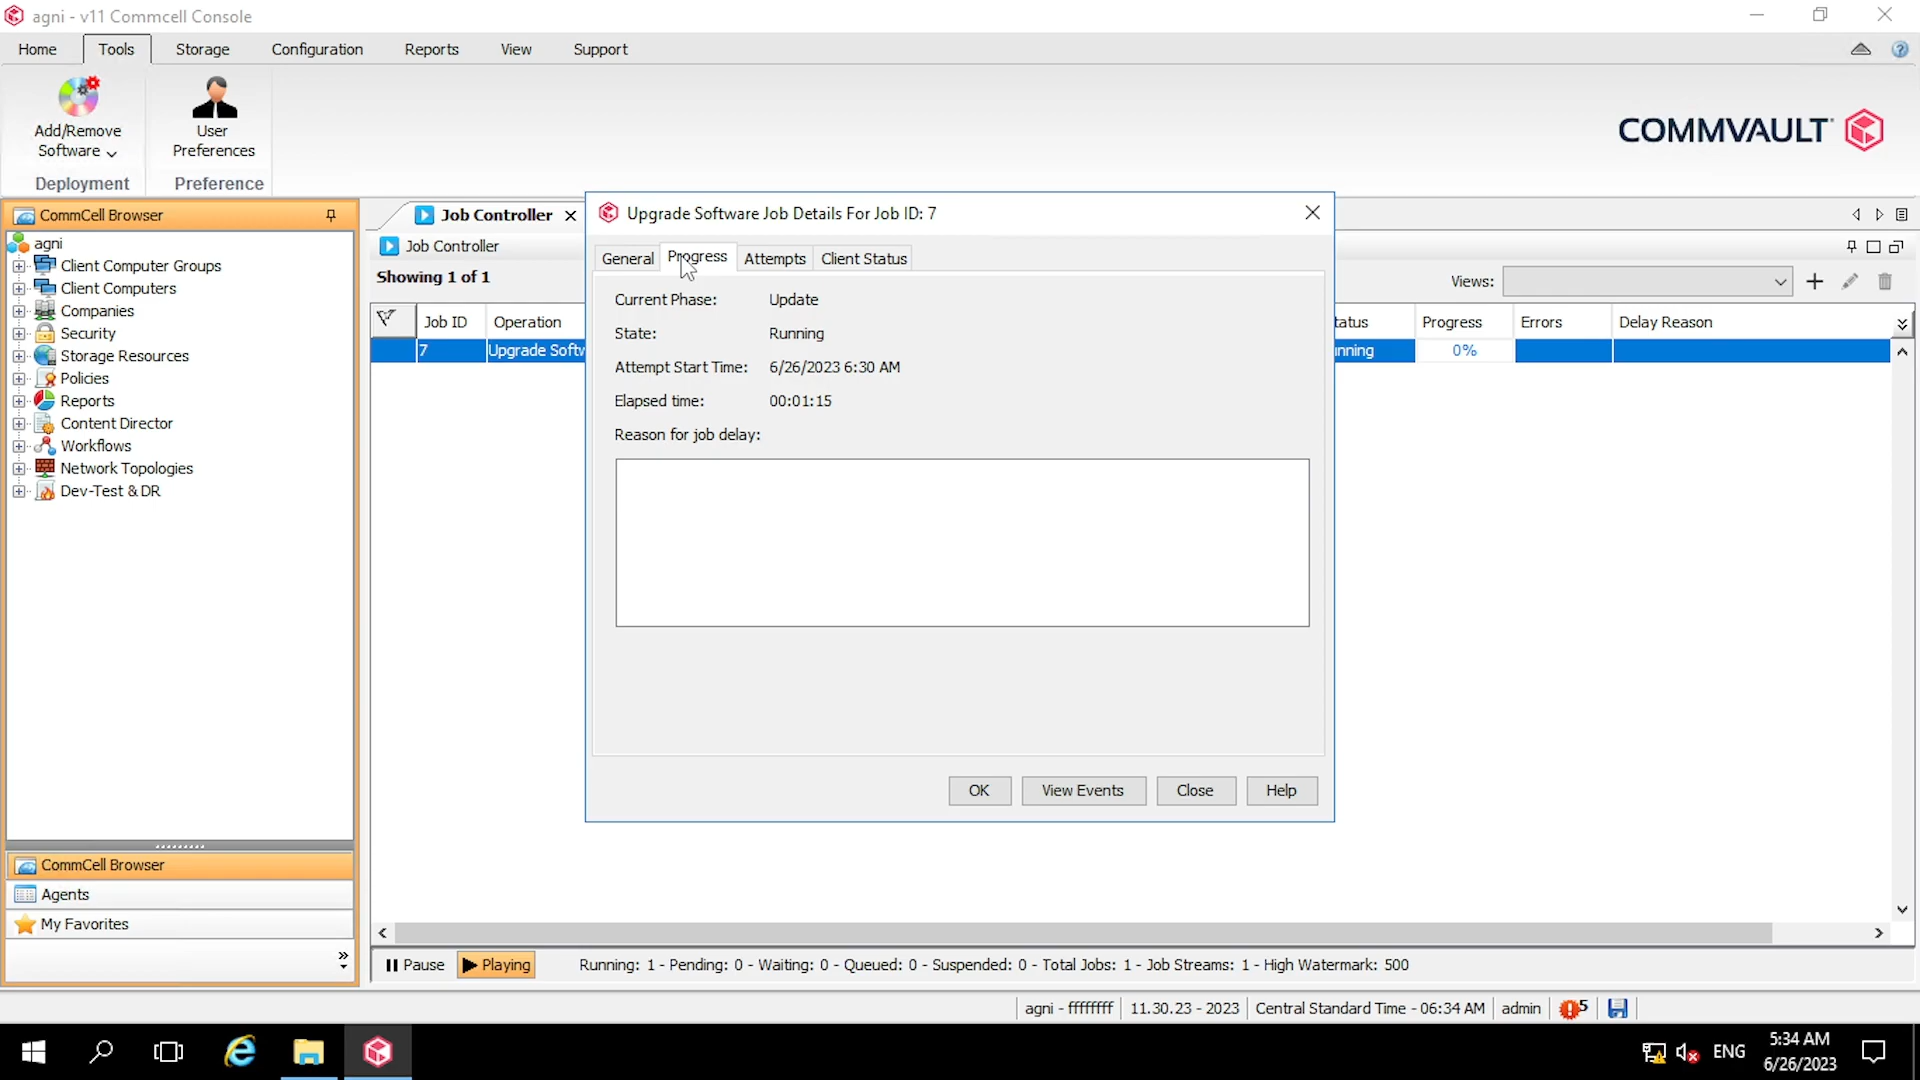 agni - v11 Commcell Console
Home Tools Storage Configuration Reports View Support
Add/Remove
Software
User
Preferences
Deployment Preference
COMMVAULT
CommCell Browser
agni
Client Computer Groups
Client Computers
Companies
Security
Storage Resources
Policies
Reports
Content Director
Workflows
Network Topologies
Dev-Test & DR
CommCell Browser
Agents
My Favorites
Job Controller
Job Controller
Showing 1 of 1
Views:
Job ID Operation tatus Progress Errors Delay Reason
7 Upgrade Softw nning 0%
Upgrade Software Job Details For Job ID: 7
General Progress Attempts Client Status
Current Phase: Update
State: Running
Attempt Start Time: 6/26/2023 6:30 AM
Elapsed time: 00:01:15
Reason for job delay:
OK View Events Close Help
Pause Playing Running: 1 - Pending: 0 - Waiting: 0 - Queued: 0 - Suspended: 0 - Total Jobs: 1 - Job Streams: 1 - High Watermark: 500
agni - ffffffff 11.30.23 - 2023 Central Standard Time - 06:34 AM admin 5
ENG
5:34 AM
6/26/2023